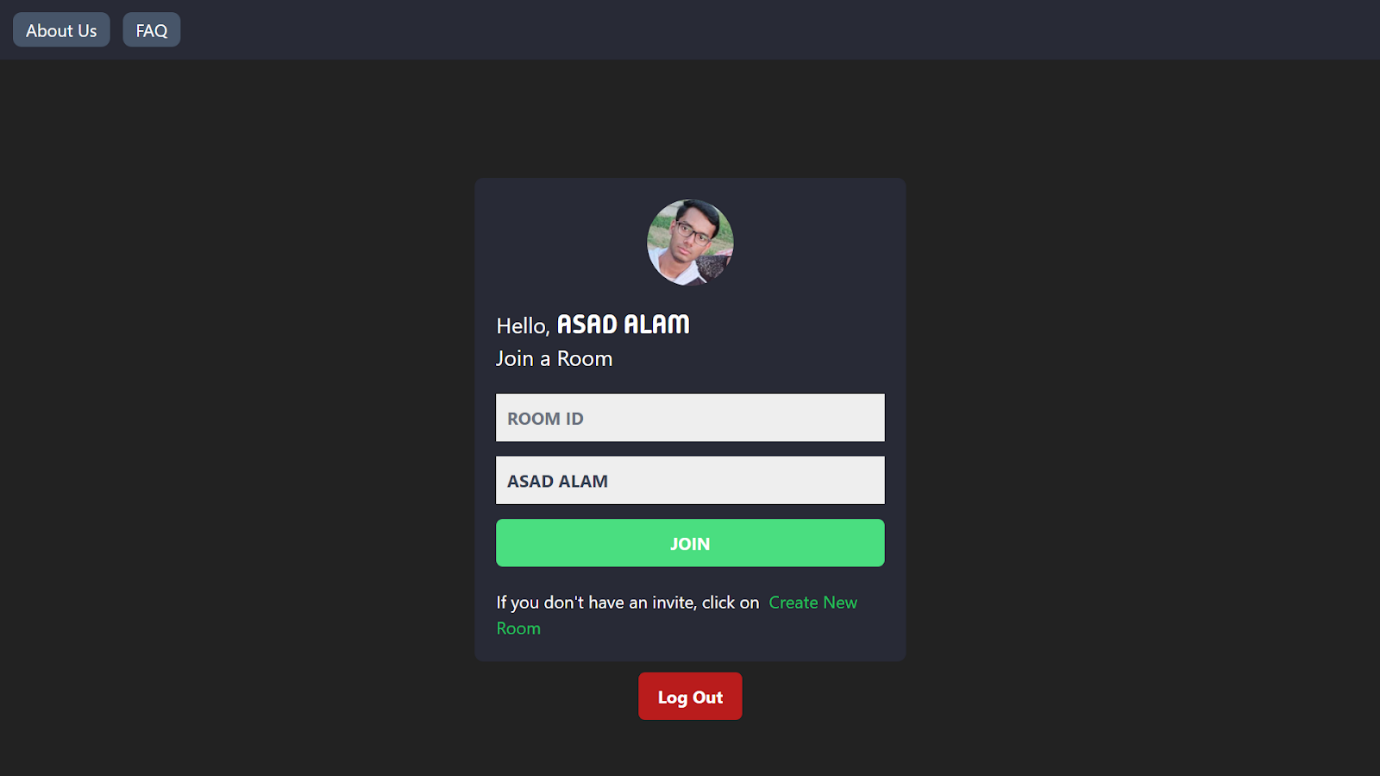 About Us FAQ
Hello, ASAD ALAM
Join a Room
ROOM ID
ASAD ALAM
JOIN
If you don't have an invite, click on Create New
Room
Log Out